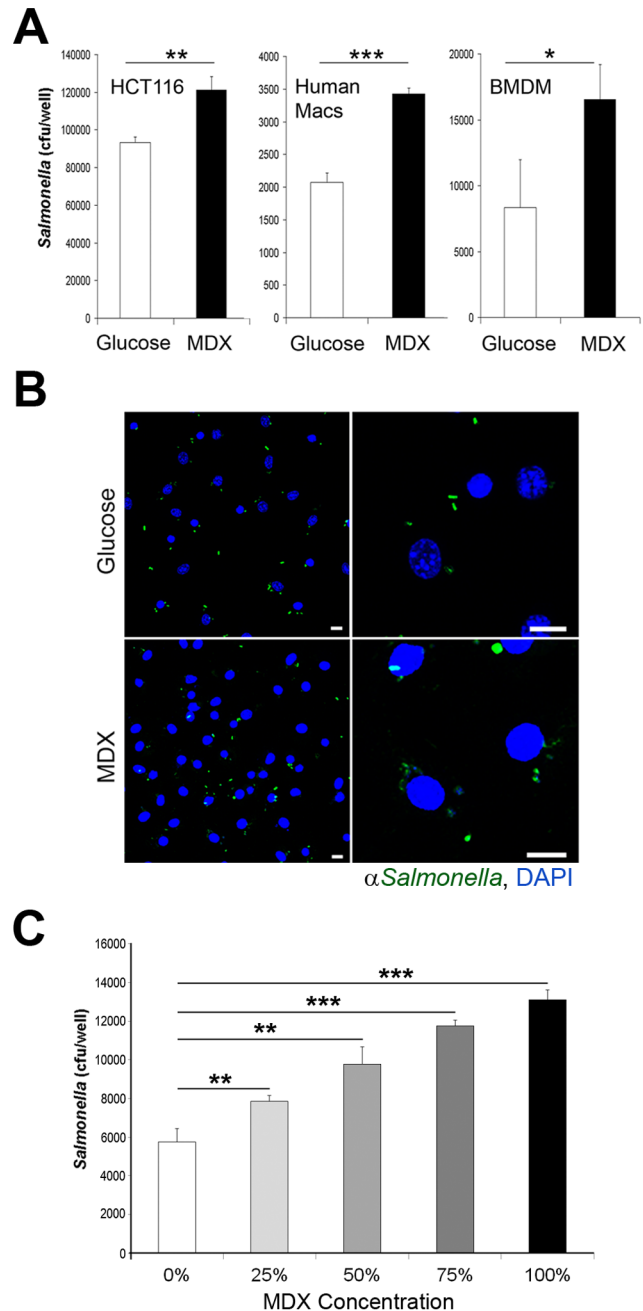 A
Salmonella (cfu/well)
140000
120000
100000
80000
60000
40000
20000
0
**
HCT116
Glucose MDX
4000
3500
3000
2500
2000
1500
1000
500
0
***
Human
Macs
Glucose MDX
20000
15000
10000
5000
0
*
BMDM
Glucose MDX
B
Glucose
MDX
αSalmonella, DAPI
C
Salmonella (cfu/well)
16000
14000
12000
10000
8000
6000
4000
2000
0
***
***
**
**
0% 25% 50% 75% 100%
MDX Concentration